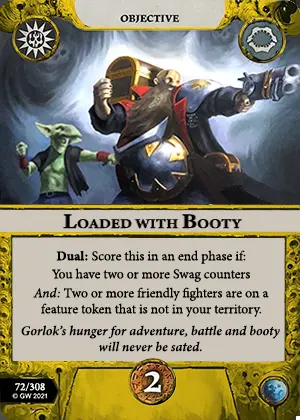 OBJECTIVE
LOADED WITH BOOTY
Dual: Score this in an end phase if:
You have two or more Swag counters
And: Two or more friendly fighters are on a
feature token that is not in your territory.
Gorlok's hunger for adventure, battle and booty
will never be sated.
72/308
© GW 2021
2